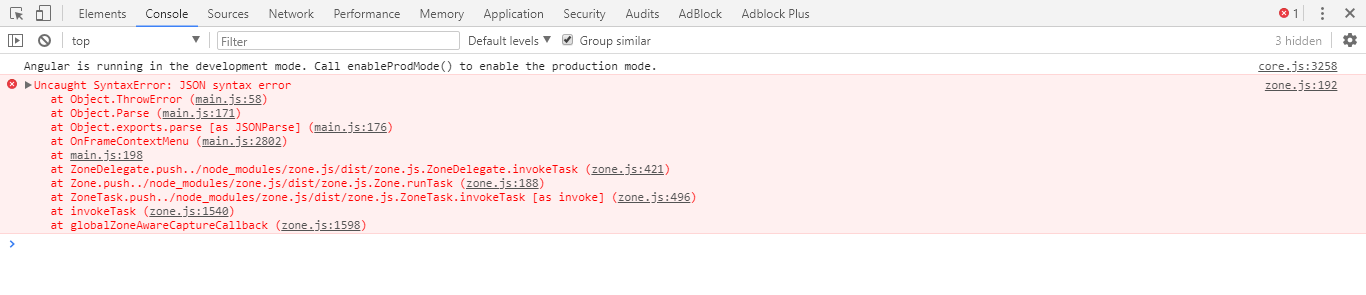 Elements Console Sources Network Performance Memory Application Security Audits AdBlock Adblock Plus 1
top Filter Default levels Group similar 3 hidden
Angular is running in the development mode. Call enableProdMode() to enable the production mode. core.js:3258
Uncaught SyntaxError: JSON syntax error zone.js:192
at Object.ThrowError (main.js:58)
at Object.Parse (main.js:171)
at Object.exports.parse [as JSONParse] (main.js:176)
at OnFrameContextMenu (main.js:2802)
at main.js:198
at ZoneDelegate.push../node_modules/zone.js/dist/zone.js.ZoneDelegate.invokeTask (zone.js:421)
at Zone.push../node_modules/zone.js/dist/zone.js.Zone.runTask (zone.js:188)
at ZoneTask.push../node_modules/zone.js/dist/zone.js.ZoneTask.invokeTask [as invoke] (zone.js:496)
at invokeTask (zone.js:1540)
at globalZoneAwareCaptureCallback (zone.js:1598)